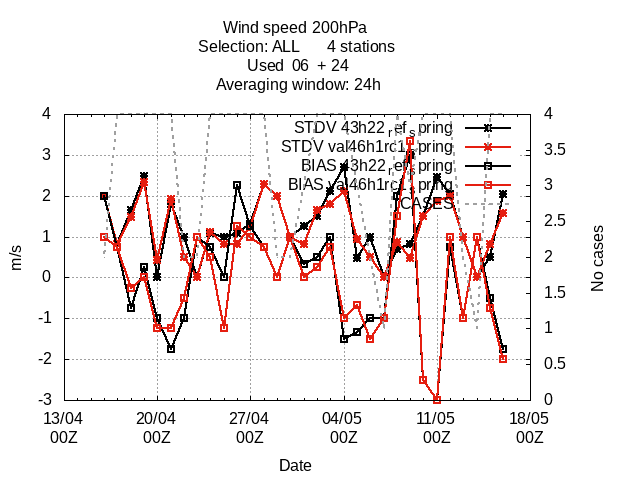 Wind speed 200hPa
Selection: ALL 4 stations
Used 06 + 24
Averaging window: 24h
STDV 43h22_ref_spring
STDV val46h1rc1_spring
BIAS 43h22_ref_spring
BIAS val46h1rc1_spring
CASES
4
3
2
1
0
-1
-2
-3
m/s
4
3.5
3
2.5
2
1.5
1
0.5
0
No cases
13/04 20/04 27/04 04/05 11/05 18/05
00Z 00Z 00Z 00Z 00Z 00Z
Date